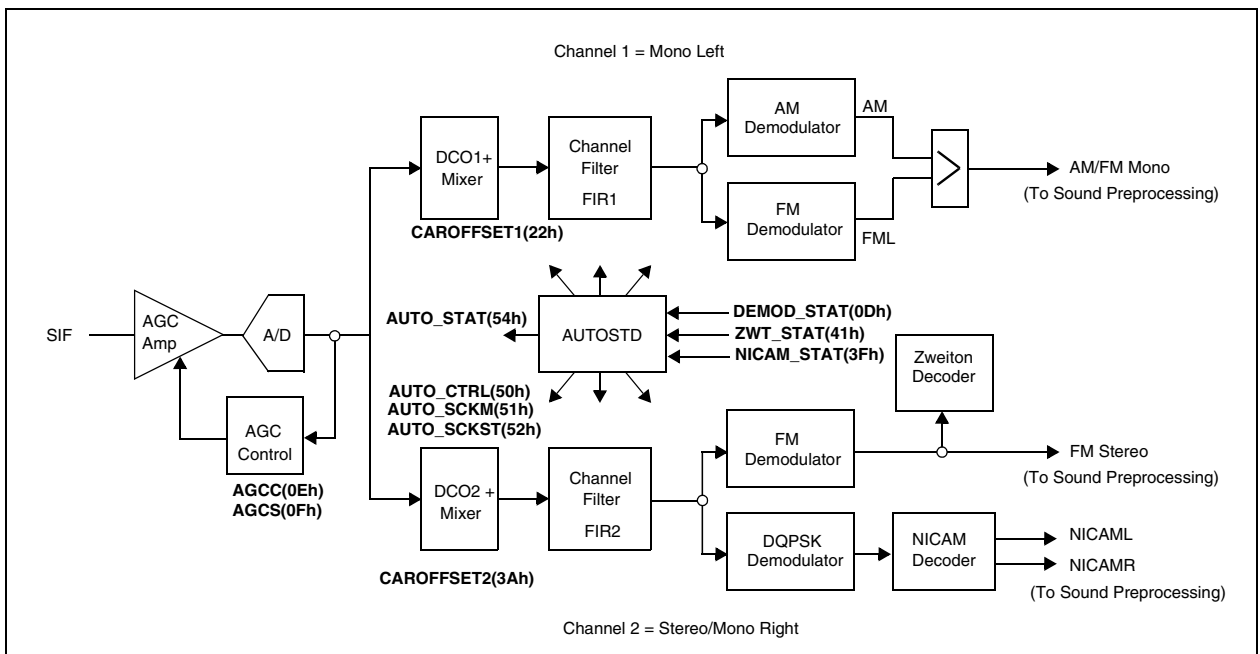 Channel 1 = Mono Left
AM
Demodulator
AM
DCO1+
Mixer
Channel
Filter
FIR1
AM/FM Mono
(To Sound Preprocessing)
FM
Demodulator
FML
CAROFFSET1(22h)
SIF
AGC
Amp
A/D
AUTO_STAT(54h)
AUTOSTD
DEMOD_STAT(0Dh)
ZWT_STAT(41h)
NICAM_STAT(3Fh)
Zweiton
Decoder
AUTO_CTRL(50h)
AUTO_SCKM(51h)
AUTO_SCKST(52h)
AGC
Control
AGCC(0Eh)
AGCS(0Fh)
DCO2 +
Mixer
Channel
Filter
FIR2
FM
Demodulator
FM Stereo
(To Sound Preprocessing)
DQPSK
Demodulator
NICAM
Decoder
NICAML
NICAMR
(To Sound Preprocessing)
CAROFFSET2(3Ah)
Channel 2 = Stereo/Mono Right